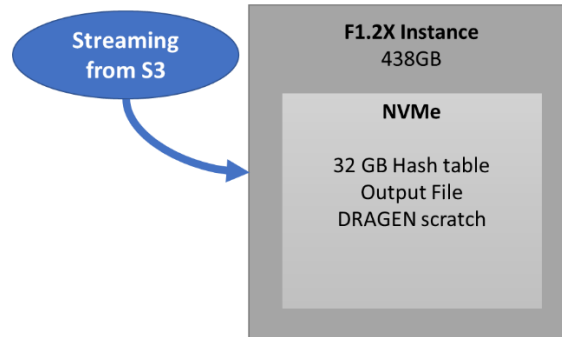 Streaming
from S3
F1.2X Instance
438GB
NVMe
32 GB Hash table
Output File
DRAGEN scratch